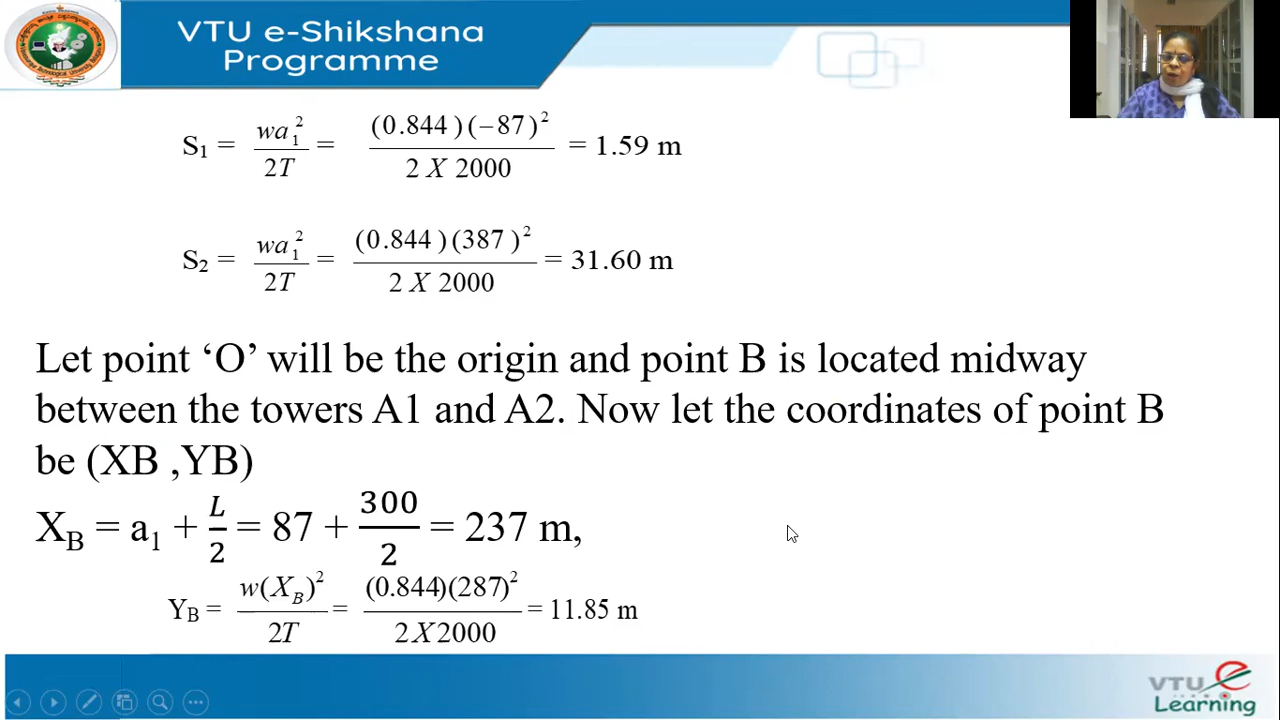 VTU e-Shikshana
Programme
S₁ = wa₁²/2T = (0.844)(−87)²/2 X 2000 = 1.59 m
S₂ = wa₁²/2T = (0.844)(387)²/2 X 2000 = 31.60 m
Let point ‘O’ will be the origin and point B is located midway
between the towers A1 and A2. Now let the coordinates of point B
be (XB ,YB)
X_B = a₁ + L/2 = 87 + 300/2 = 237 m,
Y_B = w(X_B)²/2T = (0.844)(287)²/2X2000 = 11.85 m
VTU e
Learning